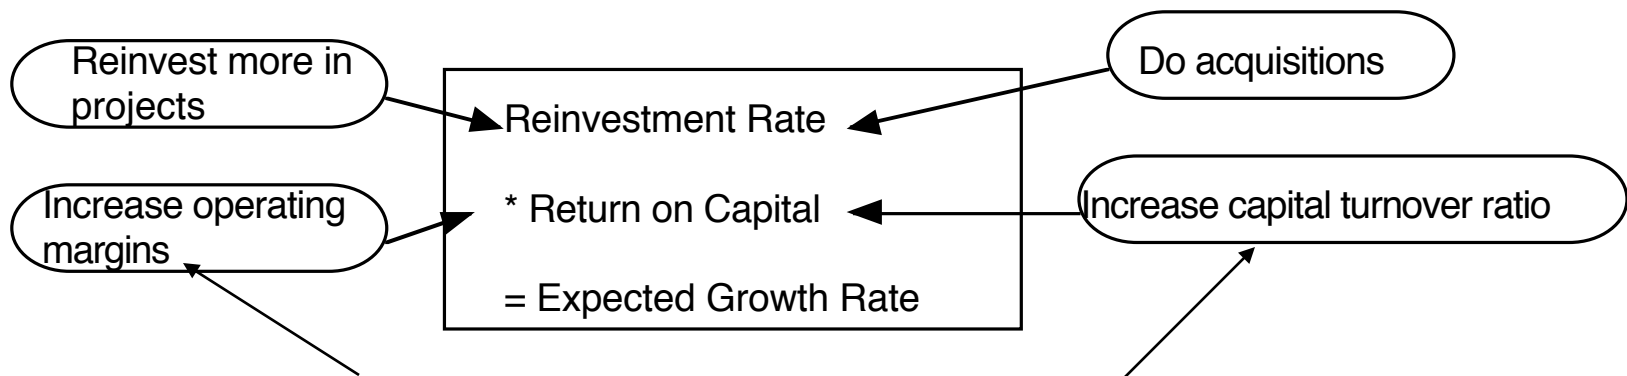 Reinvest more in
projects
Do acquisitions
Reinvestment Rate
Increase operating
margins
* Return on Capital
Increase capital turnover ratio
= Expected Growth Rate